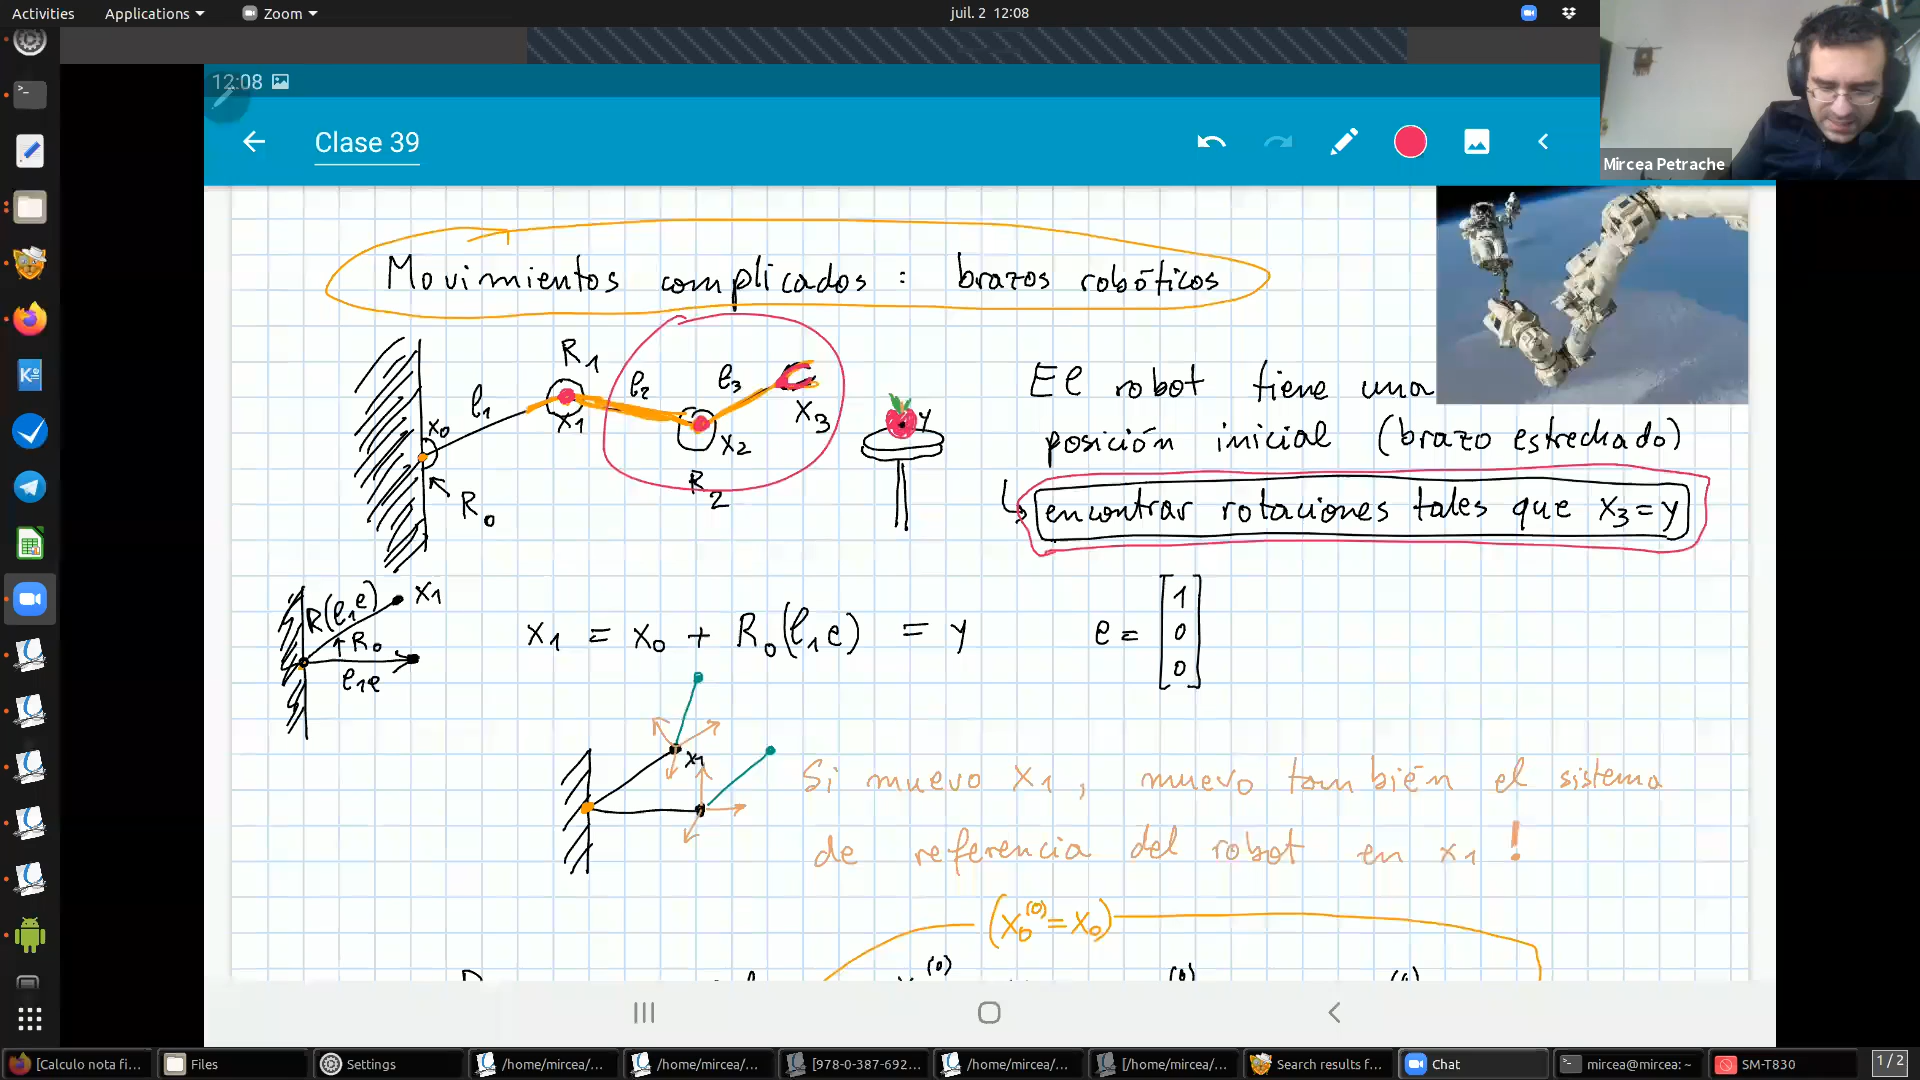 Activities
Applications
Zoom
juil. 2 12:08
12:08
Clase 39
Mircea Petrache
Movimientos complicados : brazos robóticos
R1
l1
l2
l3
x0
x1
x2
x3
y
R0
R2
El robot tiene una
posición inicial (brazo estrechado)
encontrar rotaciones tales que x3 = y
R(l1e)
x1
R0
l1e
x1 = x0 + R0(l1e) = y
e = [1 0 0]
x1
Si muevo x1, muevo también el sistema
de referencia del robot en x1 !
(x0^(0) = x0)
(0)
[Calculo nota fi...
Files
Settings
/home/mircea/...
/home/mircea/...
[978-0-387-692...
/home/mircea/...
[/home/mircea/...
Search results f...
Chat
mircea@mircea: ~
SM-T830
1 / 2